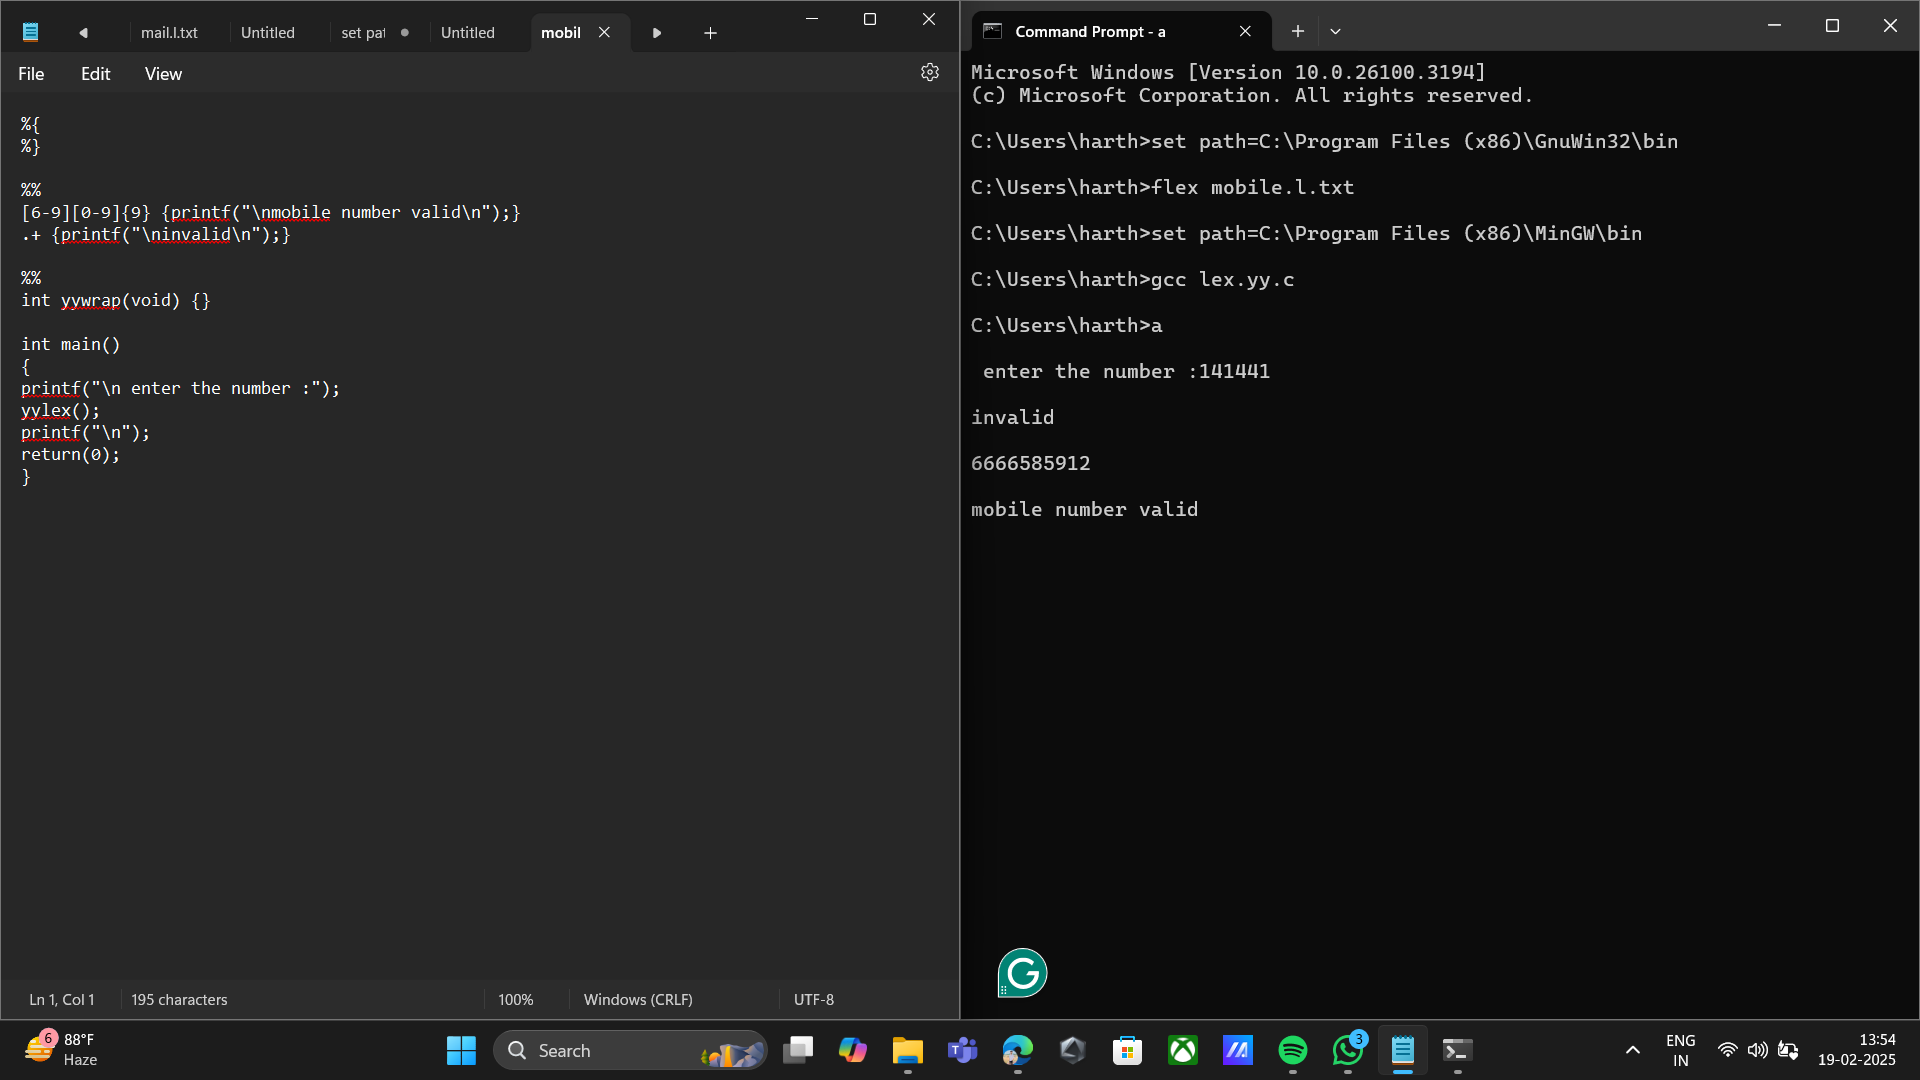 mail.l.txt
Untitled
set pat
Untitled
mobil
File
Edit
View
%{
%}
%%
[6-9][0-9]{9} {printf("\nmobile number valid\n");}
.+ {printf("\ninvalid\n");}
%%
int yywrap(void) {}
int main()
{
printf("\n enter the number :");
yylex();
printf("\n");
return(0);
}
Ln 1, Col 1
195 characters
100%
Windows (CRLF)
UTF-8
Command Prompt - a
Microsoft Windows [Version 10.0.26100.3194]
(c) Microsoft Corporation. All rights reserved.
C:\Users\harth>set path=C:\Program Files (x86)\GnuWin32\bin
C:\Users\harth>flex mobile.l.txt
C:\Users\harth>set path=C:\Program Files (x86)\MinGW\bin
C:\Users\harth>gcc lex.yy.c
C:\Users\harth>a
enter the number :141441
invalid
6666585912
mobile number valid
G
6
88°F
Haze
Search
3
ENG
IN
13:54
19-02-2025